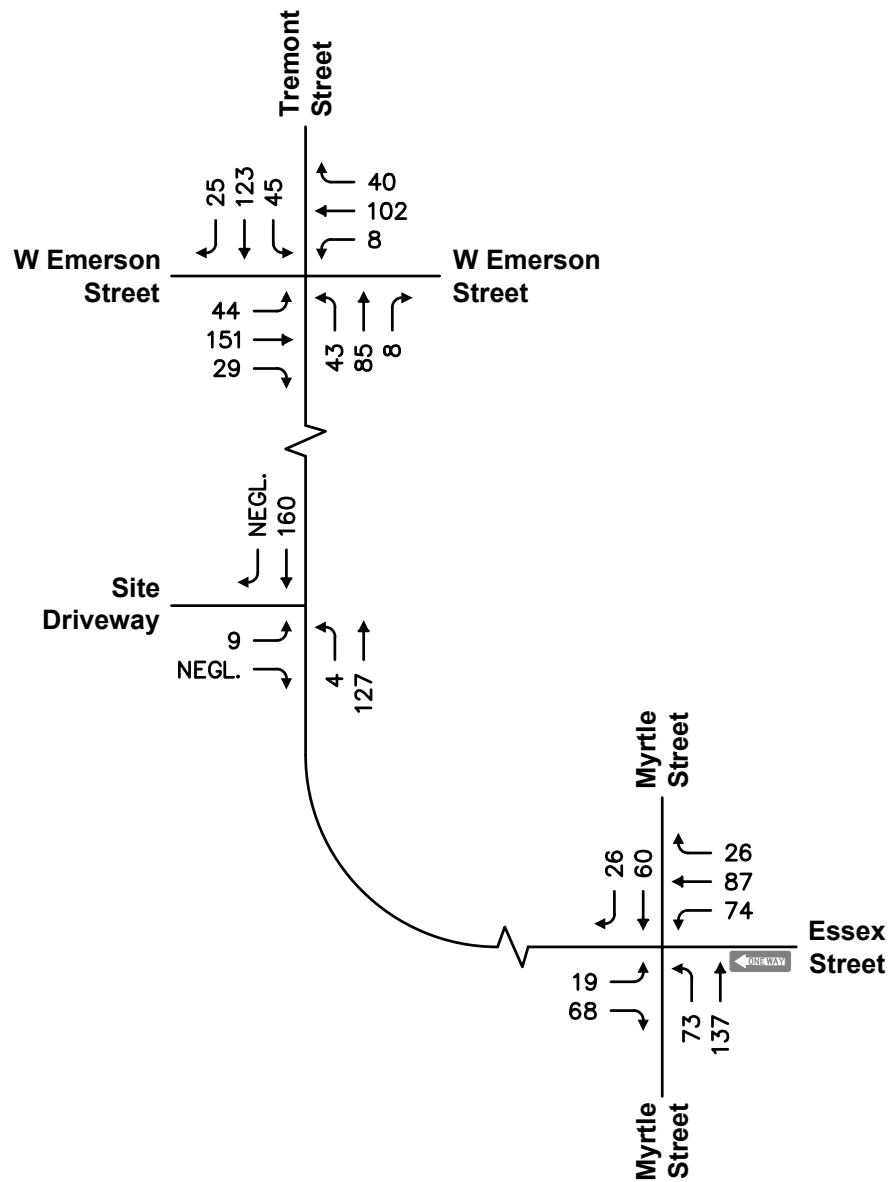 Tremont
Street
25
123
45
40
102
8
W Emerson
Street
W Emerson
Street
44
151
29
43
85
8
NEGL.
160
Site
Driveway
9
NEGL.
4
127
Myrtle
Street
26
60
26
87
74
Essex
Street
ONE WAY
19
68
73
137
Myrtle
Street